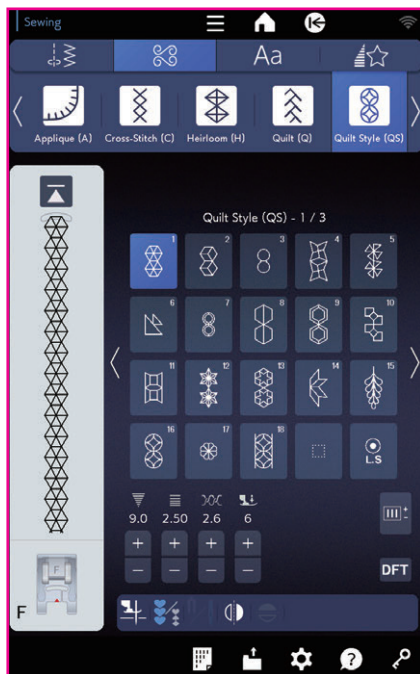 Sewing
Aa
Applique (A) Cross-Stitch (C) Heirloom (H) Quilt (Q) Quilt Style (QS)
Quilt Style (QS) - 1 / 3
1 2 3 4 5
6 7 8 9 10
11 12 13 14 15
16 17 18
L.S
9.0 2.50 2.6 6
+ + + +
− − − −
DFT
F
F
?